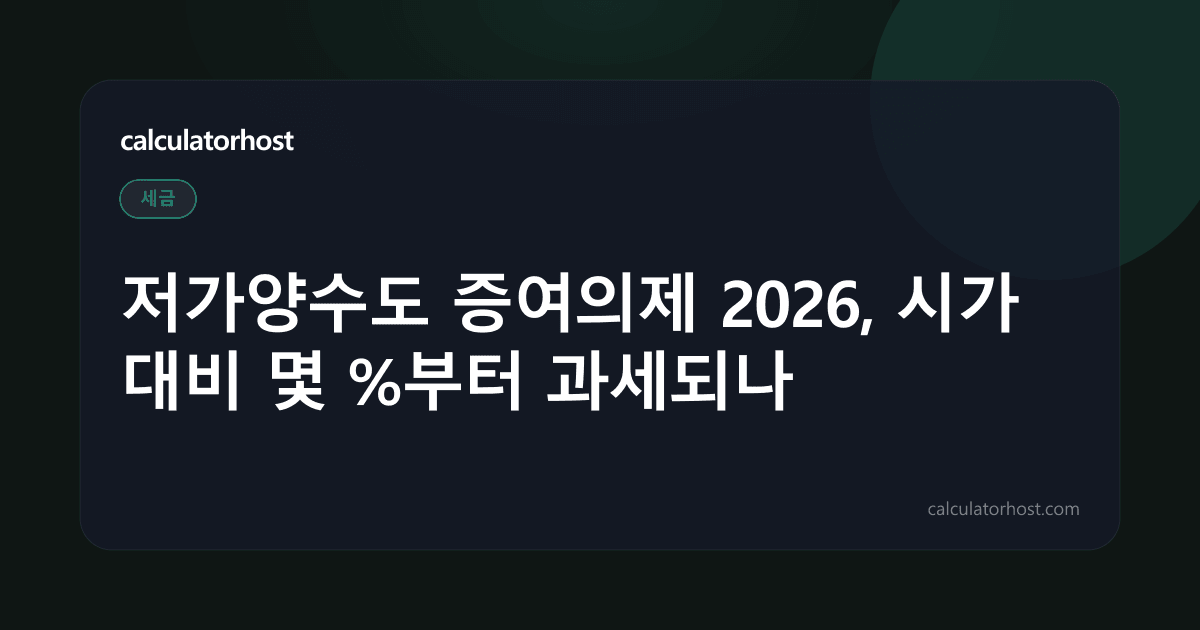 calculatorhost
세금
저가양수도 증여의제 2026, 시가
대비 몇 %부터 과세되나
calculatorhost.com